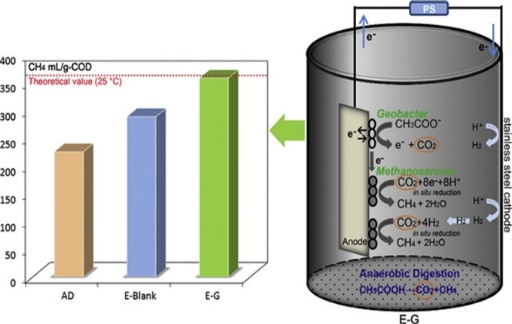 400
350
300
250
200
150
100
50
0
CH4 mL/g-COD
Theoretical value (25 °C)
AD
E-Blank
E-G
PS
e-
e-
Geobacter
CH3COO-
e- + CO2
e-
e-
H+
H2
Methanosarcina
CO2+8e-+8H+
in situ reduction
CH4 + 2H2O
H+
H2 H2
CO2+4H2
in situ reduction
CH4 + 2H2O
Anode
stainless steel cathode
Anaerobic Digestion
CH3COOH→CO2+CH4
E-G